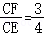 CF/CE = 3/4